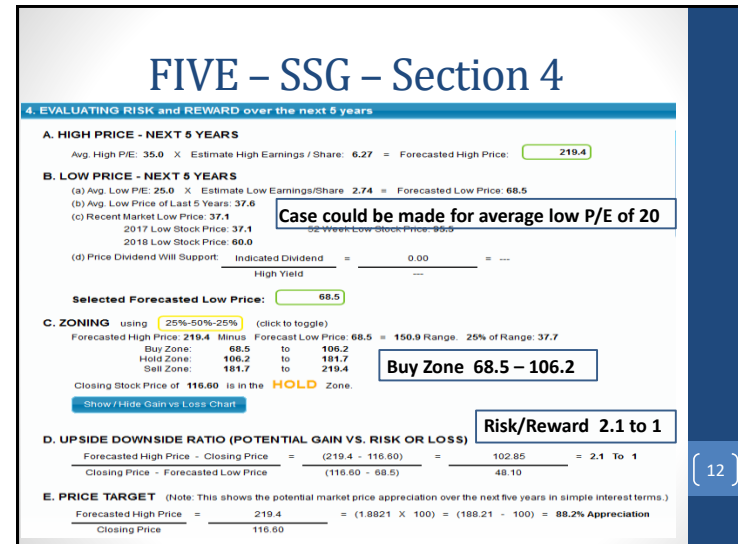 FIVE – SSG – Section 4
4. EVALUATING RISK and REWARD over the next 5 years
A. HIGH PRICE - NEXT 5 YEARS
Avg. High P/E: 35.0 X Estimate High Earnings / Share: 6.27 = Forecasted High Price: 219.4
B. LOW PRICE - NEXT 5 YEARS
(a) Avg. Low P/E: 25.0 X Estimate Low Earnings/Share 2.74 = Forecasted Low Price: 68.5
(b) Avg. Low Price of Last 5 Years: 37.6
(c) Recent Market Low Price: 37.1
Case could be made for average low P/E of 20
2017 Low Stock Price: 37.1 52 Week Low Stock Price: 95.5
2018 Low Stock Price: 60.0
(d) Price Dividend Will Support: Indicated Dividend = 0.00 = ---
High Yield ---
Selected Forecasted Low Price: 68.5
C. ZONING using 25%-50%-25% (click to toggle)
Forecasted High Price: 219.4 Minus Forecast Low Price: 68.5 = 150.9 Range. 25% of Range: 37.7
Buy Zone: 68.5 to 106.2
Hold Zone: 106.2 to 181.7
Sell Zone: 181.7 to 219.4
Buy Zone 68.5 – 106.2
Closing Stock Price of 116.60 is in the HOLD Zone.
Show / Hide Gain vs Loss Chart
Risk/Reward 2.1 to 1
D. UPSIDE DOWNSIDE RATIO (POTENTIAL GAIN VS. RISK OR LOSS)
Forecasted High Price - Closing Price = (219.4 - 116.60) = 102.85 = 2.1 To 1
Closing Price - Forecasted Low Price (116.60 - 68.5) 48.10
12
E. PRICE TARGET (Note: This shows the potential market price appreciation over the next five years in simple interest terms.)
Forecasted High Price = 219.4 = (1.8821 X 100) = (188.21 - 100) = 88.2% Appreciation
Closing Price 116.60